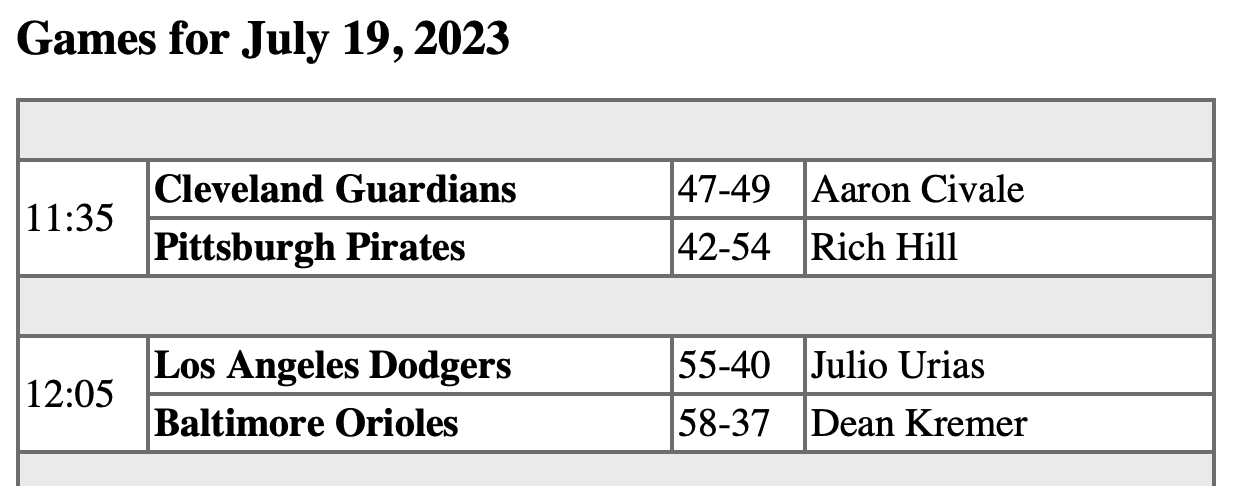 Games for July 19, 2023
11:35
Cleveland Guardians 47-49 Aaron Civale
Pittsburgh Pirates 42-54 Rich Hill
12:05
Los Angeles Dodgers 55-40 Julio Urias
Baltimore Orioles 58-37 Dean Kremer